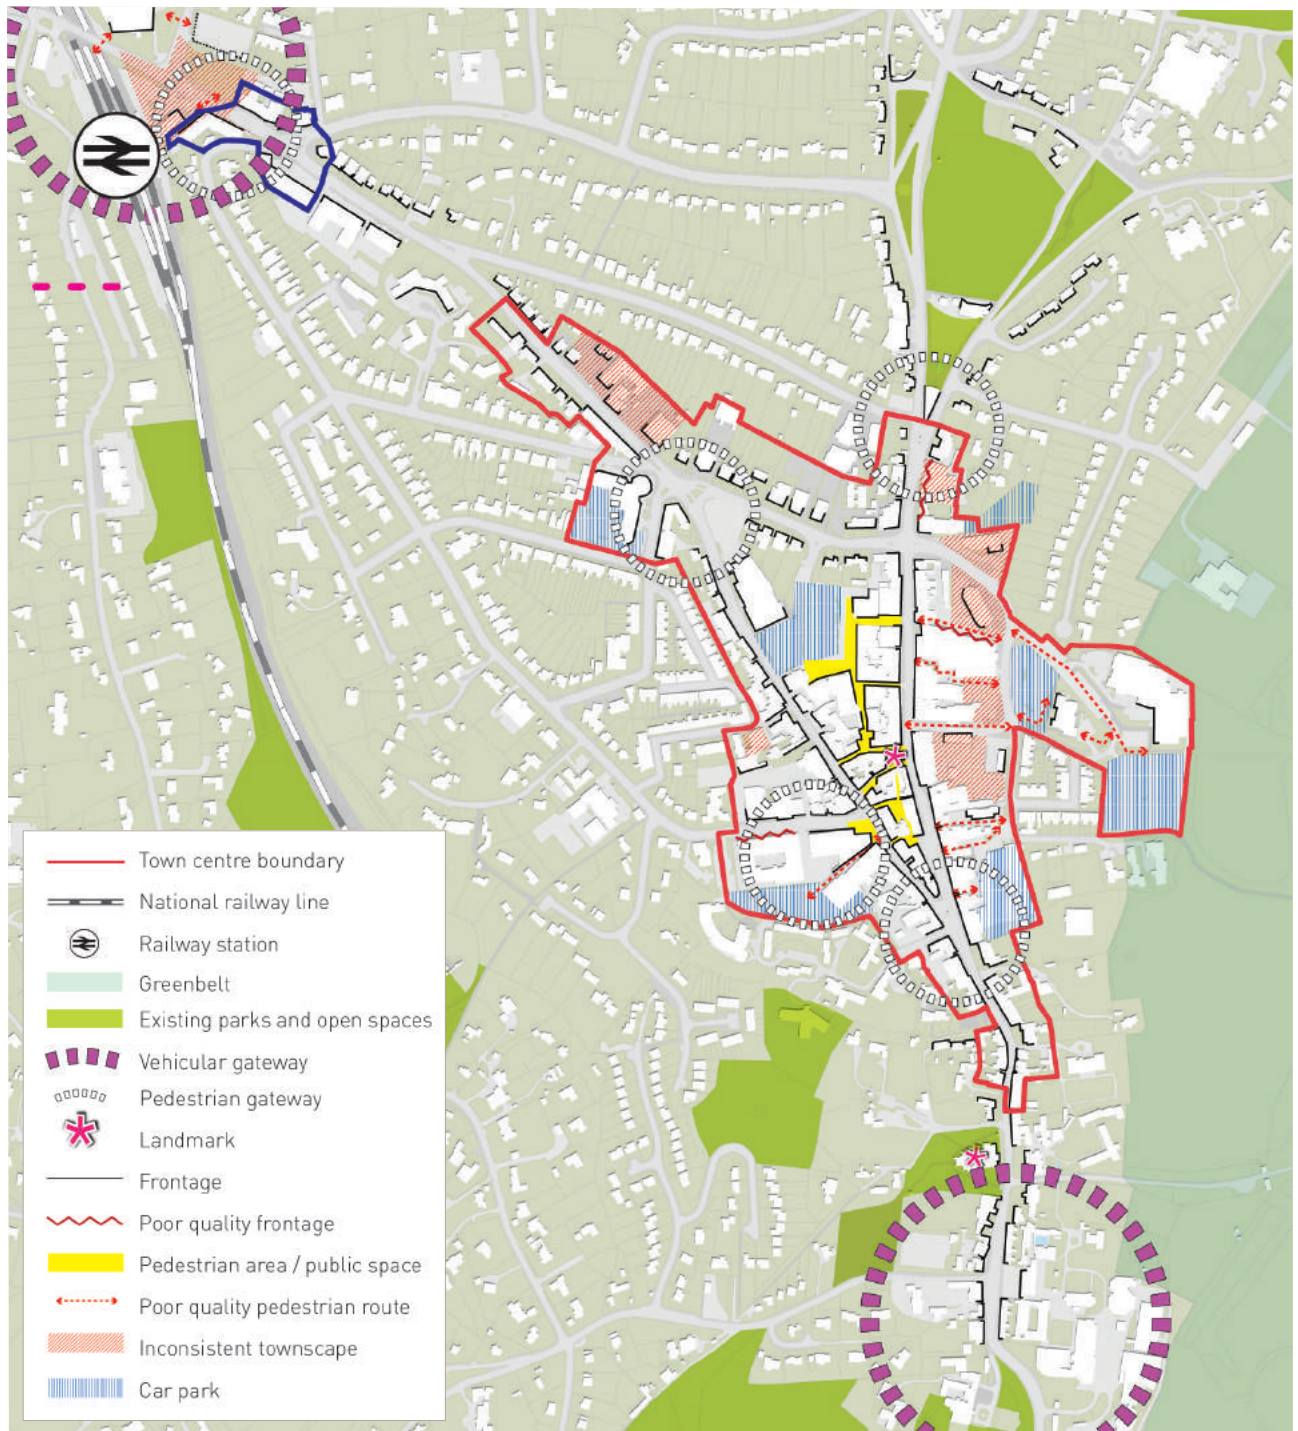 Town centre boundary
National railway line
Railway station
Greenbelt
Existing parks and open spaces
Vehicular gateway
Pedestrian gateway
Landmark
Frontage
Poor quality frontage
Pedestrian area / public space
Poor quality pedestrian route
Inconsistent townscape
Car park